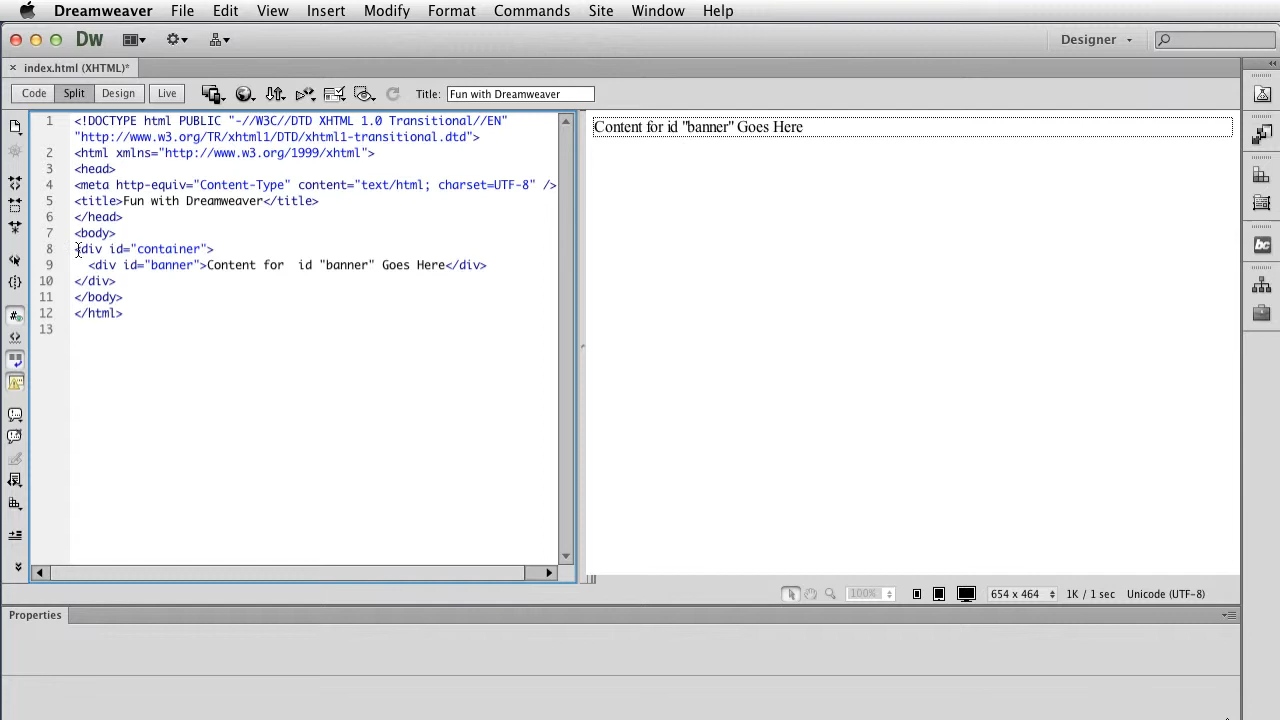 Dreamweaver File Edit View Insert Modify Format Commands Site Window Help
Dw Designer
× index.html (XHTML)*
Code Split Design Live Title: Fun with Dreamweaver
1 <!DOCTYPE html PUBLIC "-//W3C//DTD XHTML 1.0 Transitional//EN"
"http://www.w3.org/TR/xhtml1/DTD/xhtml1-transitional.dtd">
2 <html xmlns="http://www.w3.org/1999/xhtml">
3 <head>
4 <meta http-equiv="Content-Type" content="text/html; charset=UTF-8" />
5 <title>Fun with Dreamweaver</title>
6 </head>
7 <body>
8 <div id="container">
9 <div id="banner">Content for  id "banner" Goes Here</div>
10 </div>
11 </body>
12 </html>
13
Content for id "banner" Goes Here
bc
100% 654 x 464 1K / 1 sec Unicode (UTF-8)
Properties